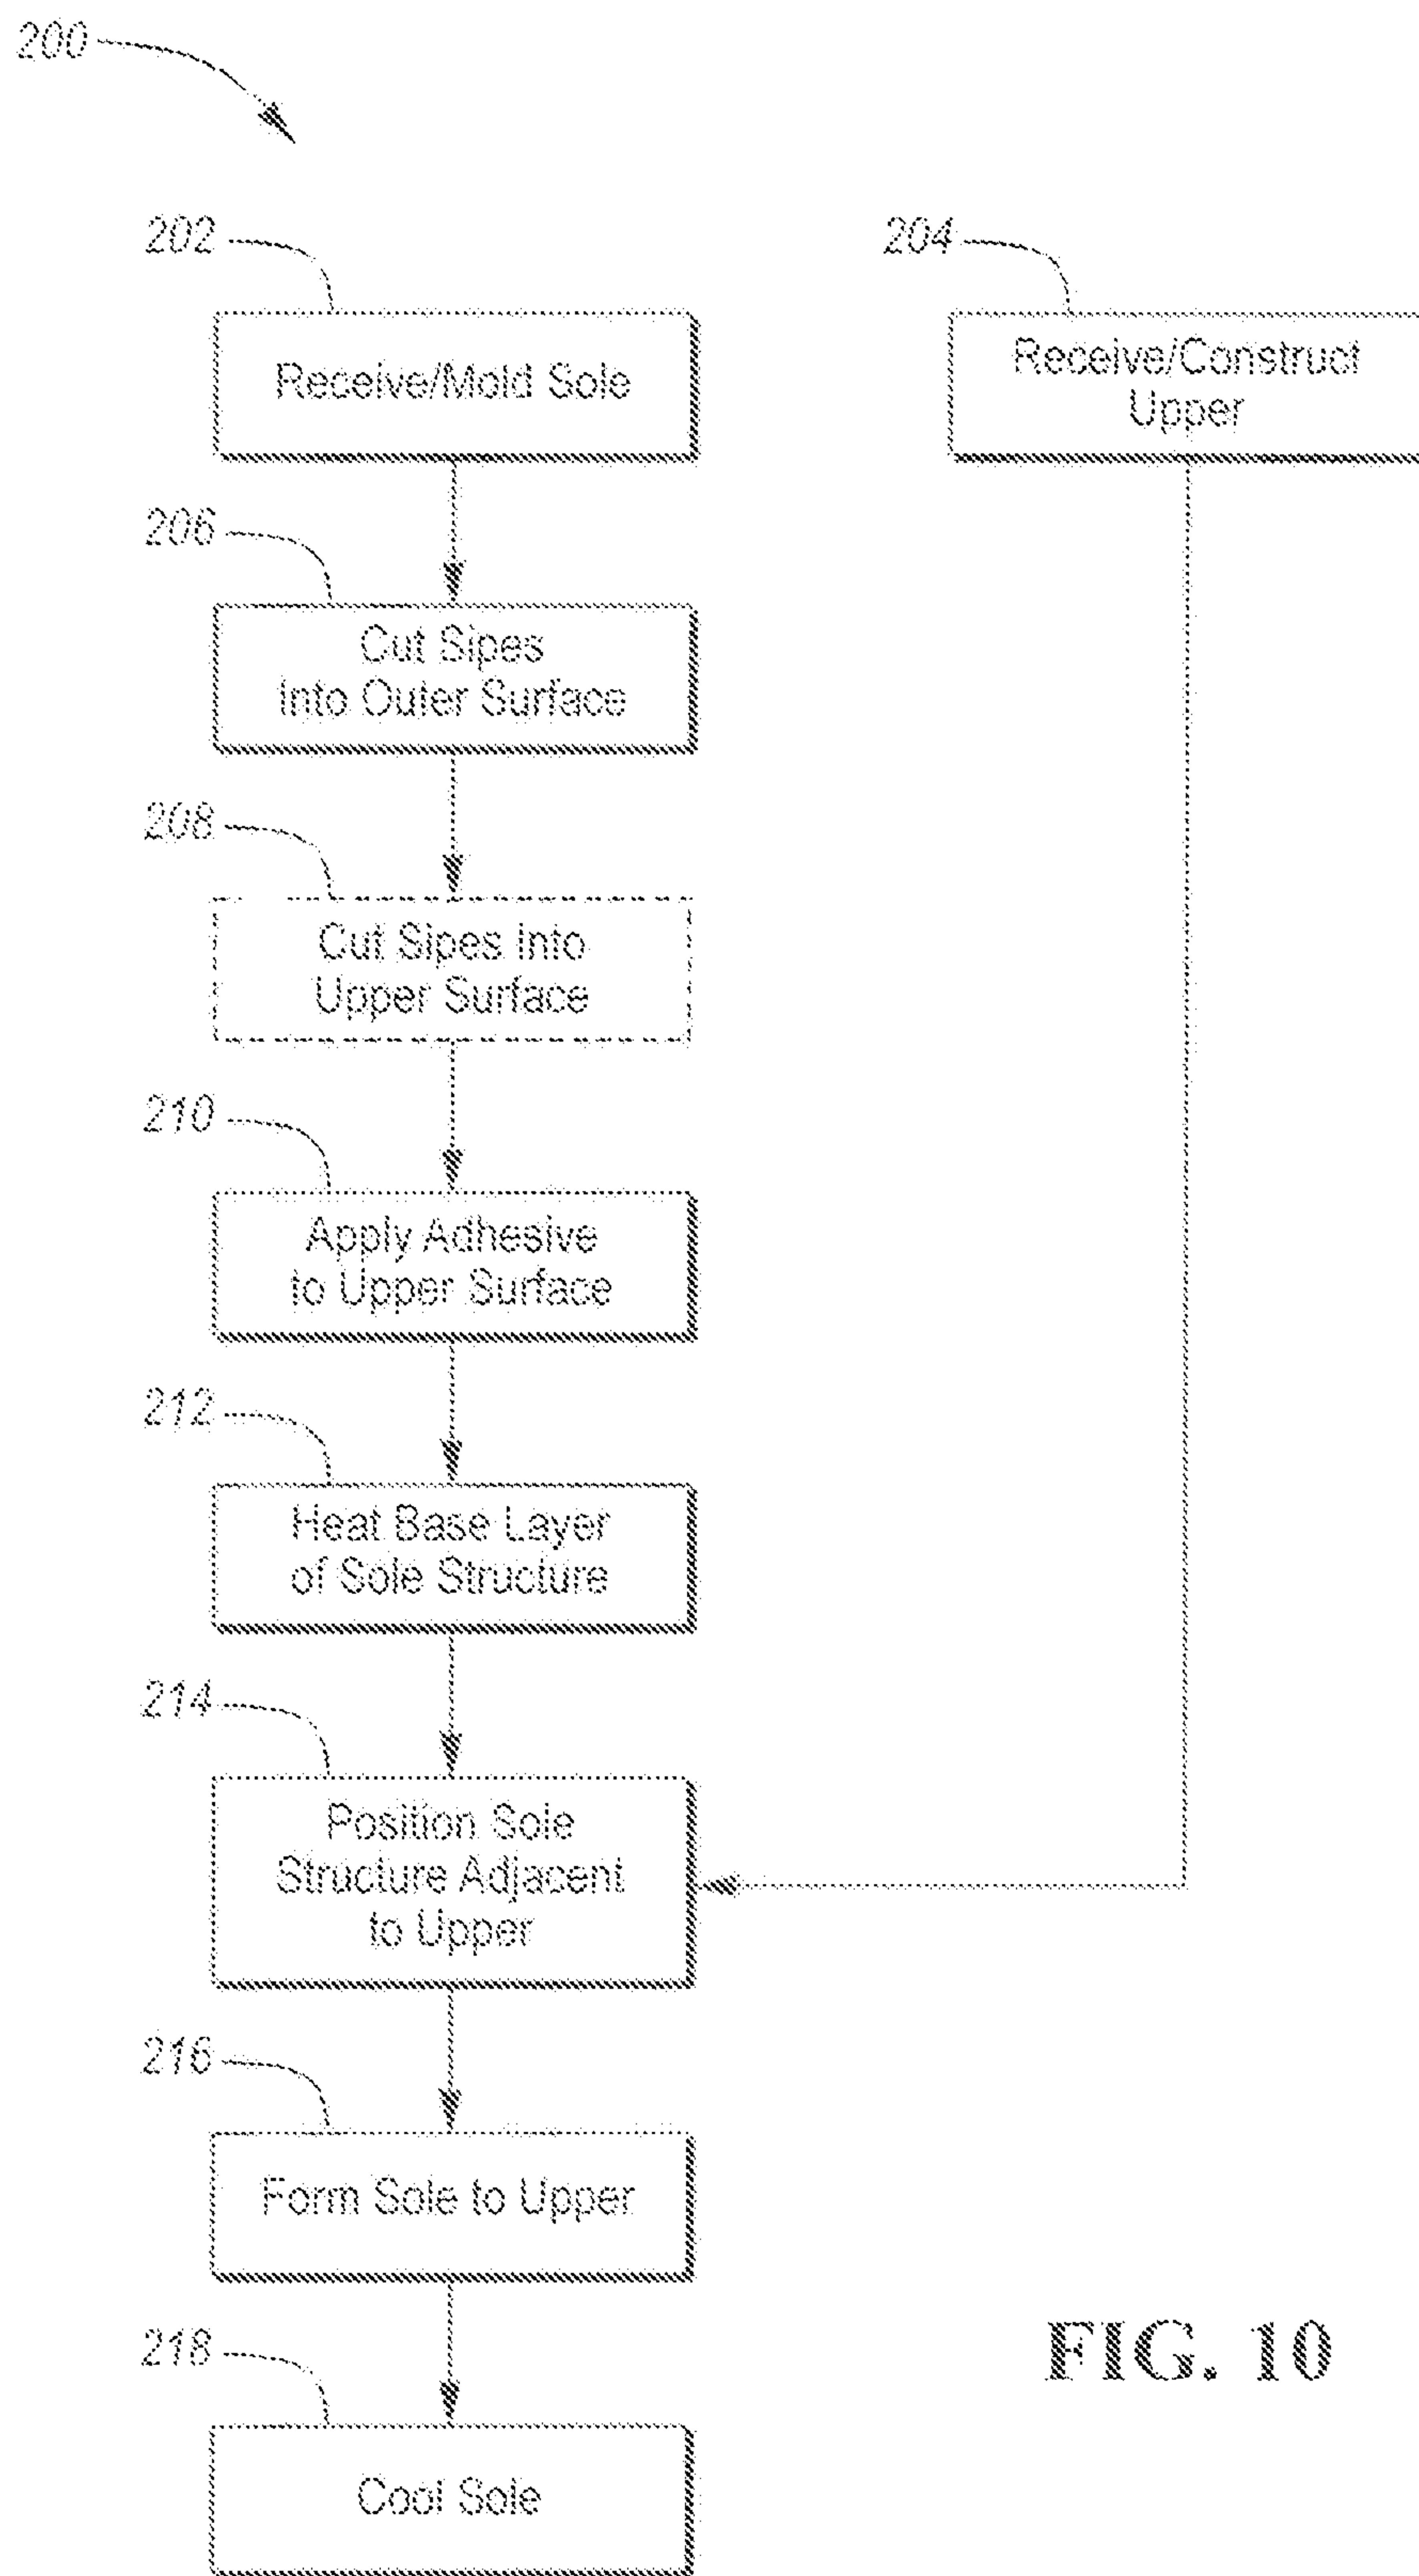 200
202
Receive/Mold Sole
204
Receive/Construct
Upper
206
Cut Sipes
Into Outer Surface
208
Cut Sipes Into
Upper Surface
210
Apply Adhesive
to Upper Surface
212
Heat Base Layer
of Sole Structure
214
Position Sole
Structure Adjacent
to Upper
216
Form Sole to Upper
218
Cool Sole
FIG. 10